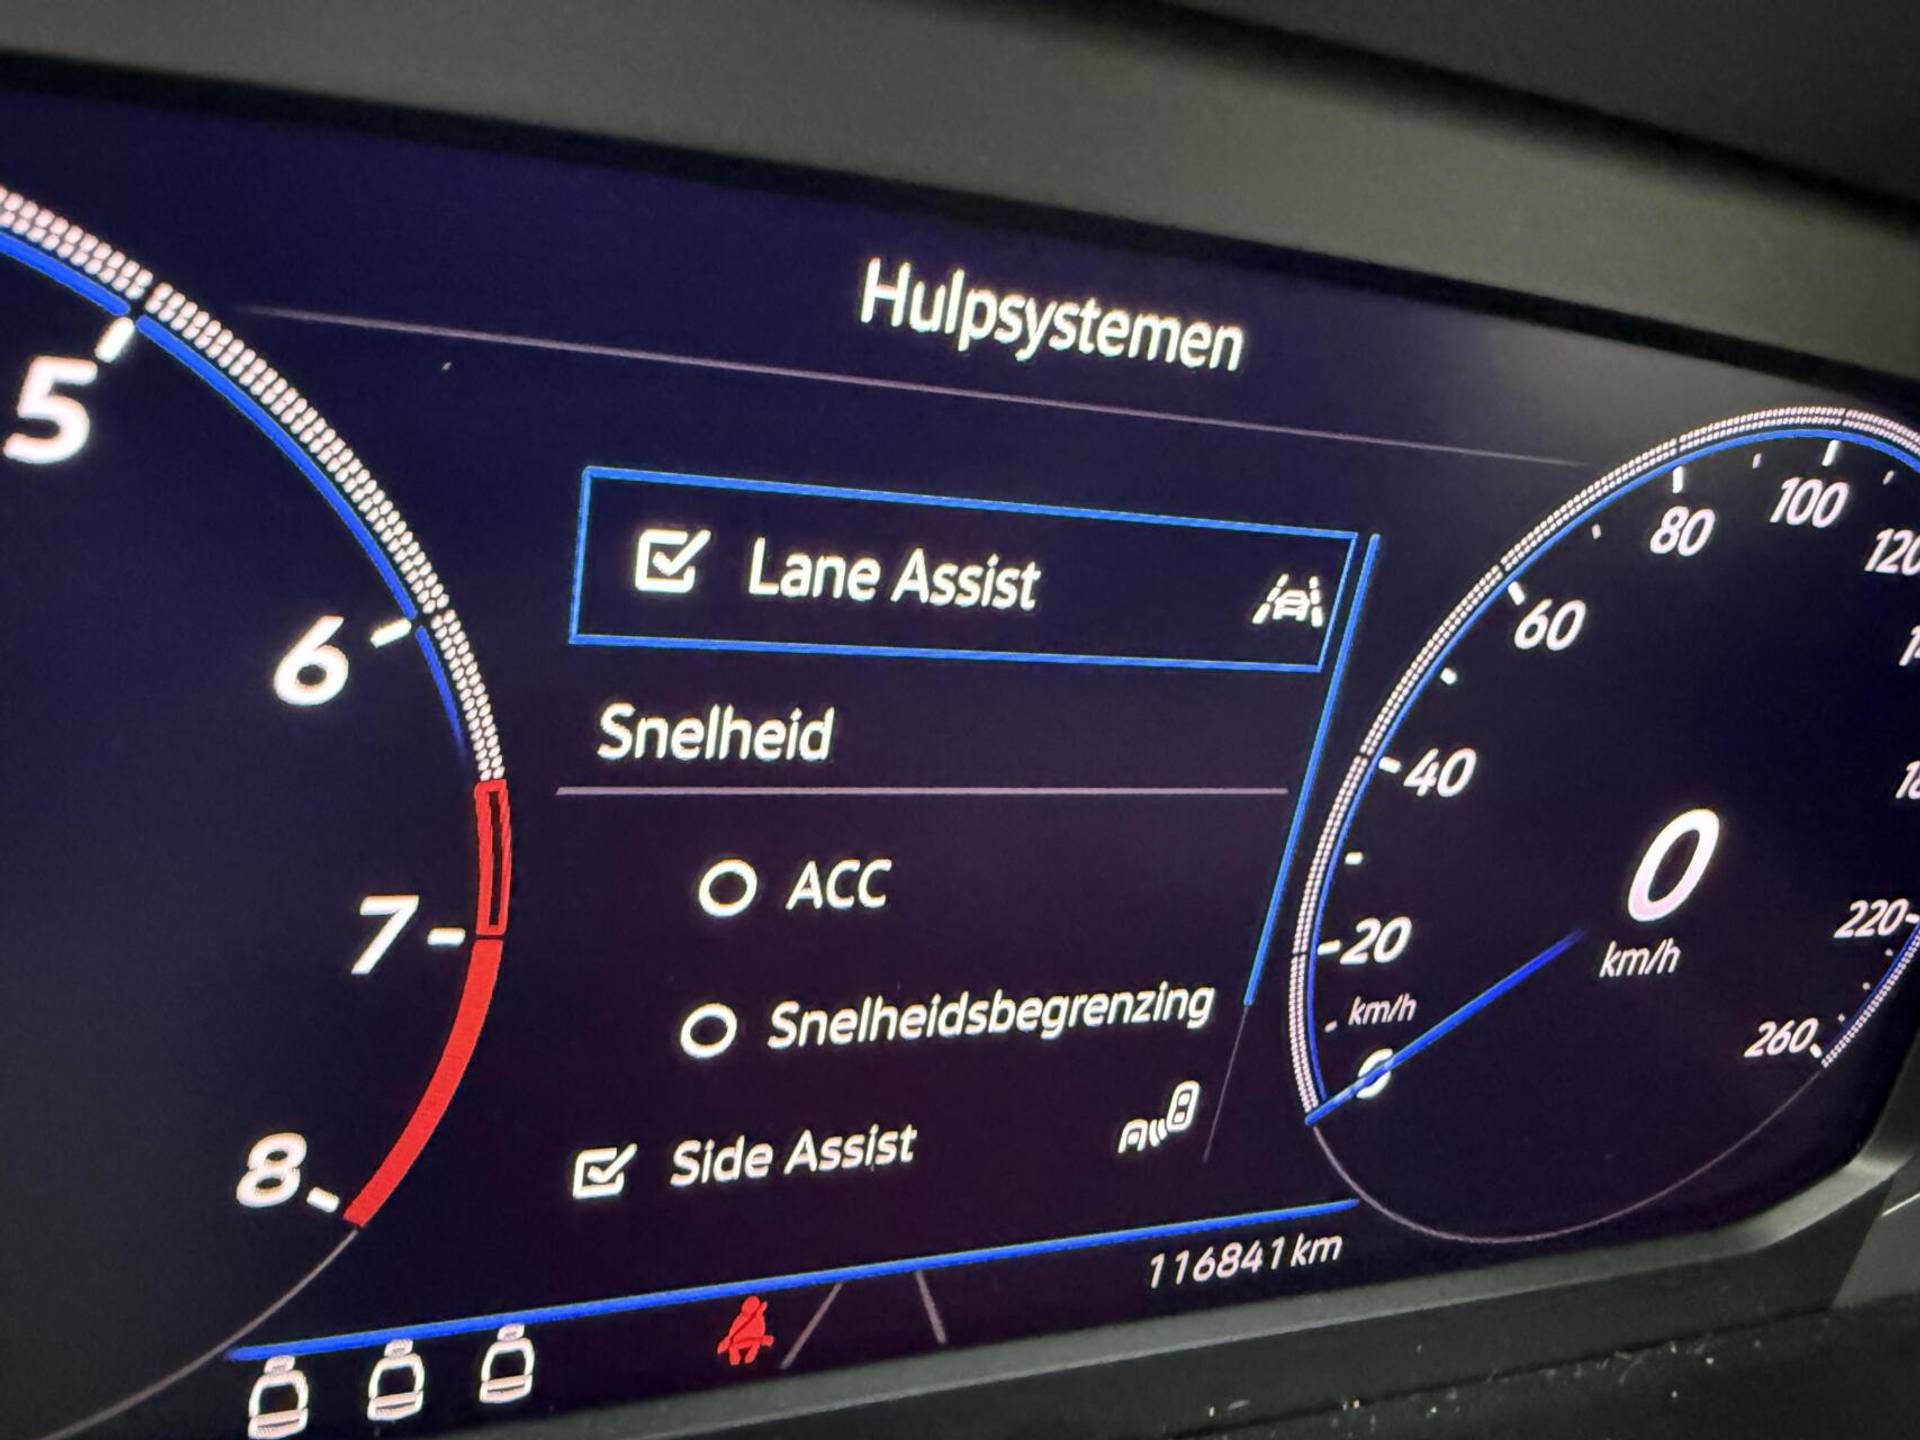 Hulpsystemen
Lane Assist
Snelheid
ACC
Snelheidsbegrenzing
Side Assist
116841 km
5
6
7
8
0
20
40
60
80
100
120
220
260
km/h
0
km/h